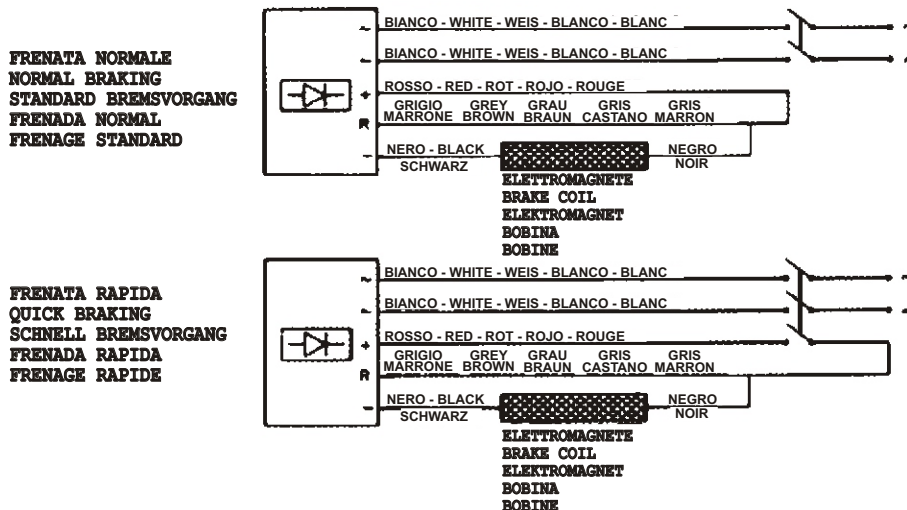 BIANCO - WHITE - WEIS - BLANCO - BLANC
~
BIANCO - WHITE - WEIS - BLANCO - BLANC
~
FRENATA NORMALE
NORMAL BRAKING
STANDARD BREMSVORGANG
FRENADA NORMAL
FRENAGE STANDARD
+ ROSSO - RED - ROT - ROJO - ROUGE
GRIGIO GREY GRAU GRIS GRIS
R MARRONE BROWN BRAUN CASTANO MARRON
- NERO - BLACK NEGRO
SCHWARZ NOIR
ELETTROMAGNETE
BRAKE COIL
ELEKTROMAGNET
BOBINA
BOBINE
BIANCO - WHITE - WEIS - BLANCO - BLANC
~
BIANCO - WHITE - WEIS - BLANCO - BLANC
~
FRENATA RAPIDA
QUICK BRAKING
SCHNELL BREMSVORGANG
FRENADA RAPIDA
FRENAGE RAPIDE
+ ROSSO - RED - ROT - ROJO - ROUGE
GRIGIO GREY GRAU GRIS GRIS
MARRONE BROWN BRAUN CASTANO MARRON
R
- NERO - BLACK NEGRO
SCHWARZ NOIR
ELETTROMAGNETE
BRAKE COIL
ELEKTROMAGNET
BOBINA
BOBINE